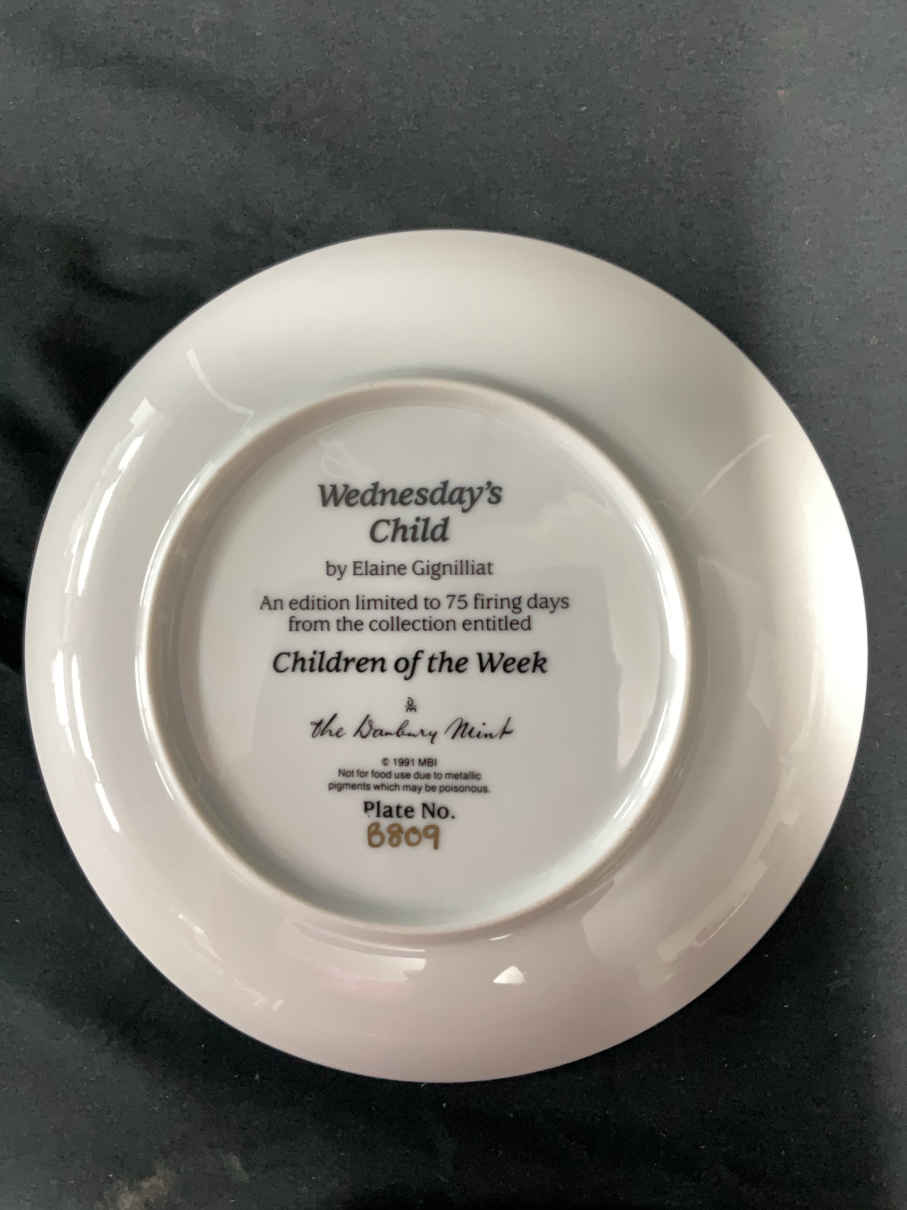 Wednesday's
Child
by Elaine Gignilliat
An edition limited to 75 firing days
from the collection entitled
Children of the Week
DM
the Danbury Mint
© 1991 MBI
Not for food use due to metallic
pigments which may be poisonous.
Plate No.
B809